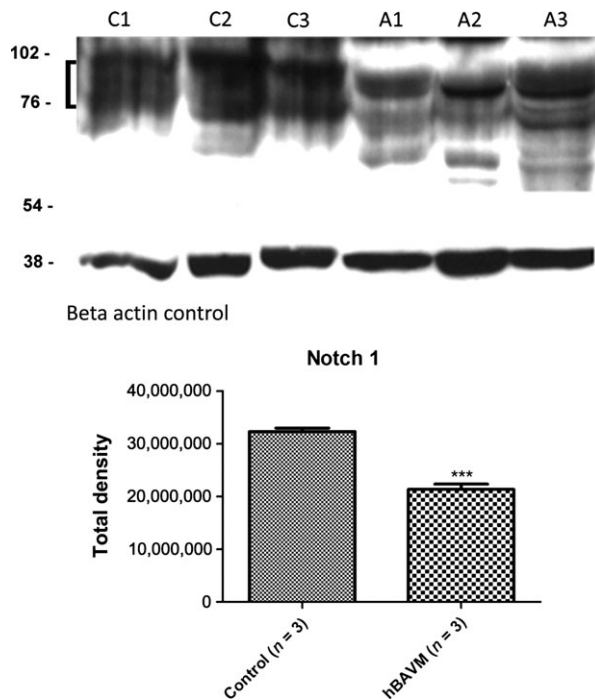 C1 C2 C3 A1 A2 A3
102 -
76 -
54 -
38 -
Beta actin control
Notch 1
40,000,000
30,000,000
20,000,000
10,000,000
0
Total density
***
Control (n = 3)
hBAVM (n = 3)